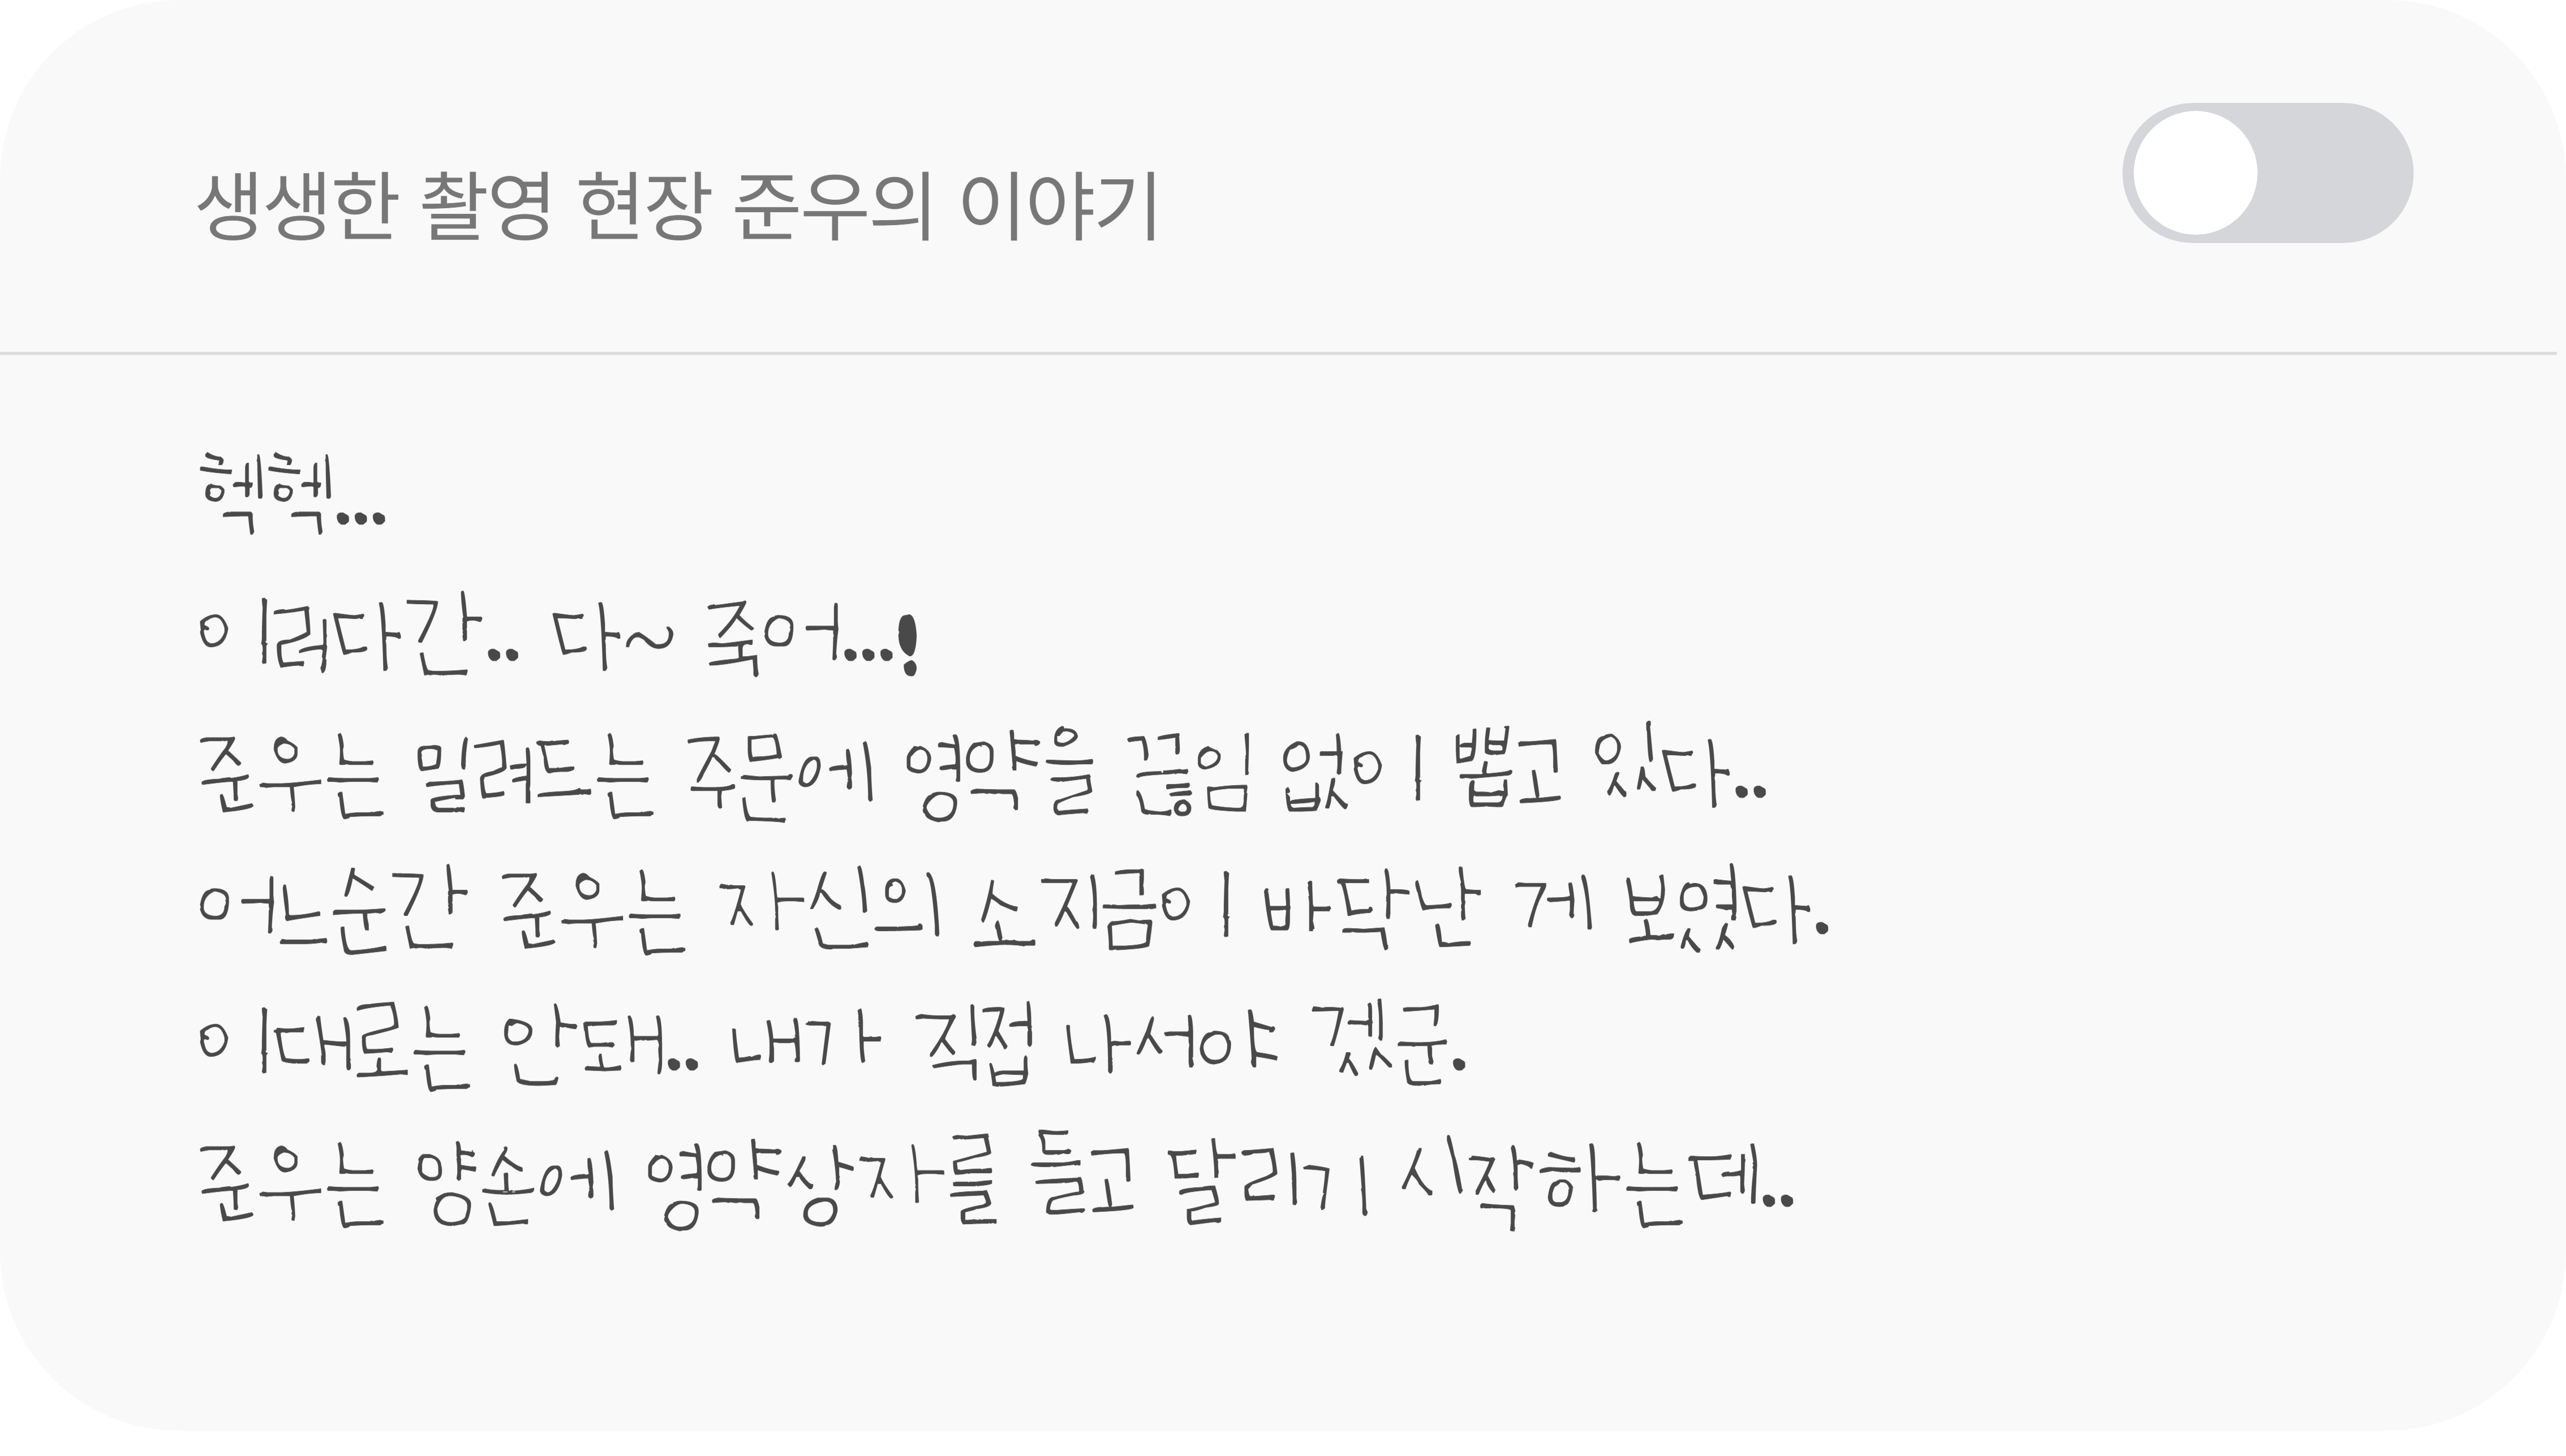 생생한 촬영 현장 준우의 이야기
헥헥...
이러다간.. 다~ 죽어...!
준우는 밀려드는 주문에 영약을 끊임 없이 뽑고 있다..
어느순간 준우는 자신의 소지금이 바닥난 게 보였다.
이대로는 안돼.. 내가 직접 나서야 겠군.
준우는 양손에 영약상자를 들고 달리기 시작하는데..